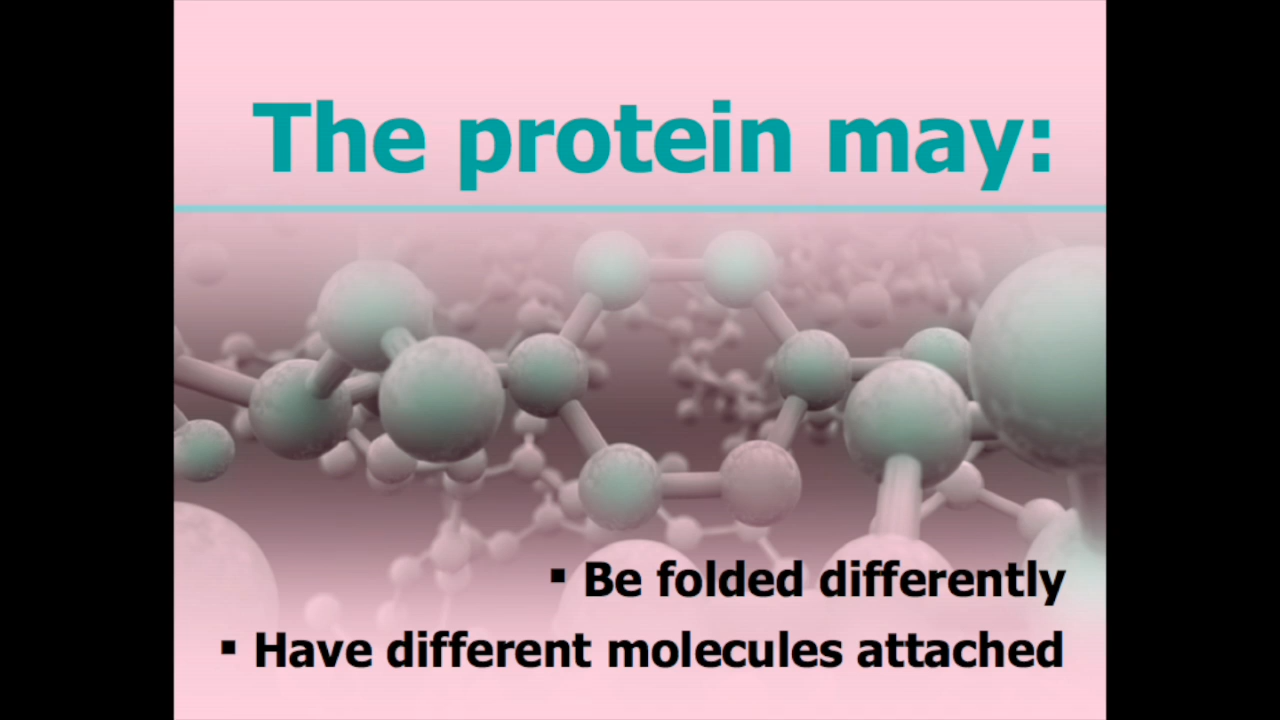 The protein may:
▪ Be folded differently
▪ Have different molecules attached